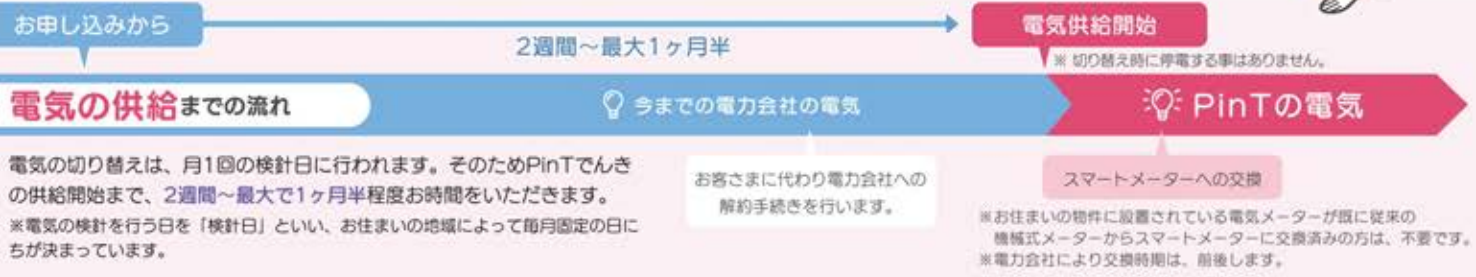 お申し込みから
2週間～最大1ヶ月半
電気供給開始
※ 切り替え時に停電する事はありません。
電気の供給までの流れ
今までの電力会社の電気
PinTの電気
電気の切り替えは、月1回の検針日に行われます。そのためPinTでんき
の供給開始まで、2週間～最大で1ヶ月半程度お時間をいただきます。
※電気の検針を行う日を「検針日」といい、お住まいの地域によって毎月固定の日に
ちが決まっています。
お客さまに代わり電力会社への
解約手続きを行います。
スマートメーターへの交換
※お住まいの物件に設置されている電気メーターが既に従来の
機械式メーターからスマートメーターに交換済みの方は、不要です。
※電力会社により交換時期は、前後します。